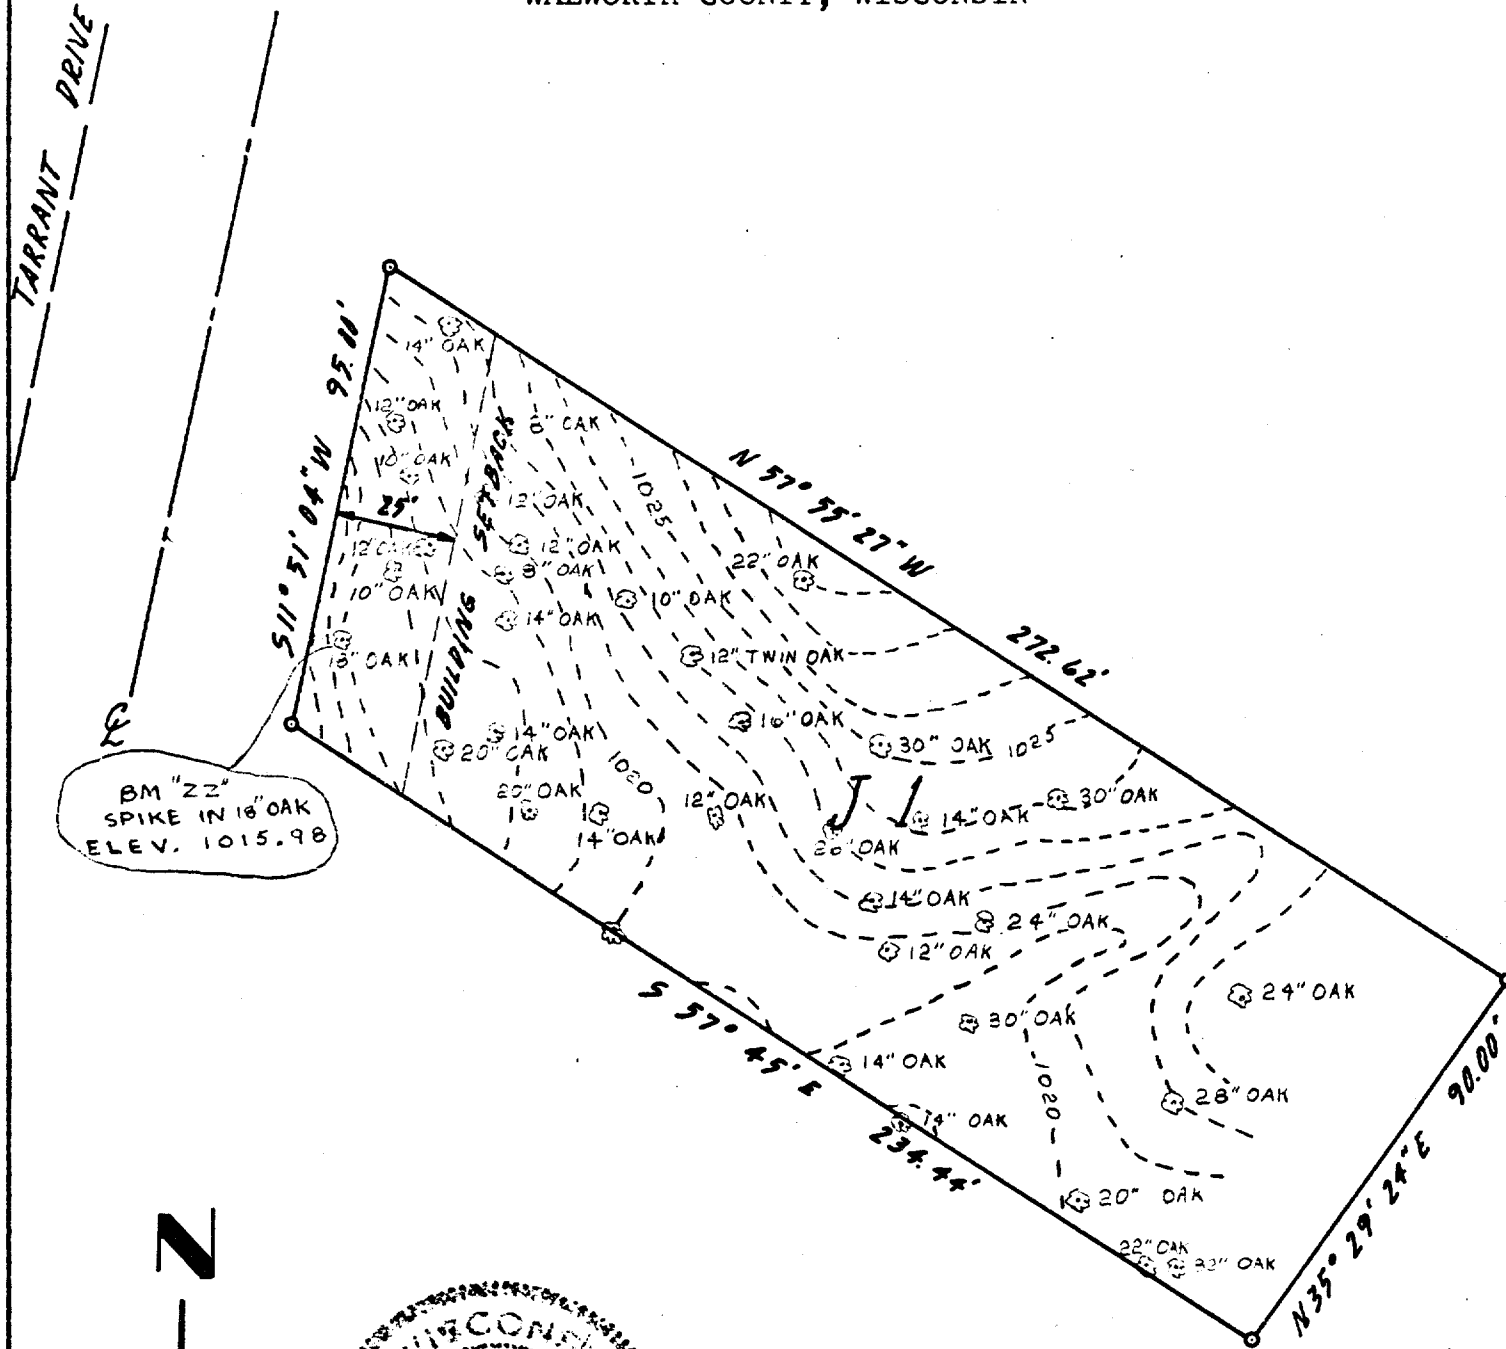 WALWORTH COUNTY, WISCONSIN
TARRANT DRIVE
14" OAK
12" OAK
10" OAK
25'
S 11° 51' 04" W
BUILDING SETBACK
8" OAK
12" OAK
12" OAK
8" OAK
12" OAK
10" OAK
14" OAK
10" OAK
18" OAK
1025
N 57° 55' 27" W
272.62'
22" OAK
12" TWIN OAK
16" OAK
30" OAK
1025
14" OAK
20" OAK
1020
20" OAK
14" OAK
12" OAK
J 1
14" OAK
30" OAK
BM "ZZ"
SPIKE IN 18" OAK
ELEV. 1015.98
14" OAK
24" OAK
12" OAK
24" OAK
30" OAK
S 57° 45' E
234.44'
14" OAK
14" OAK
1020
28" OAK
20" OAK
22" OAK
32" OAK
N 35° 29' 24" E
90.00'
N